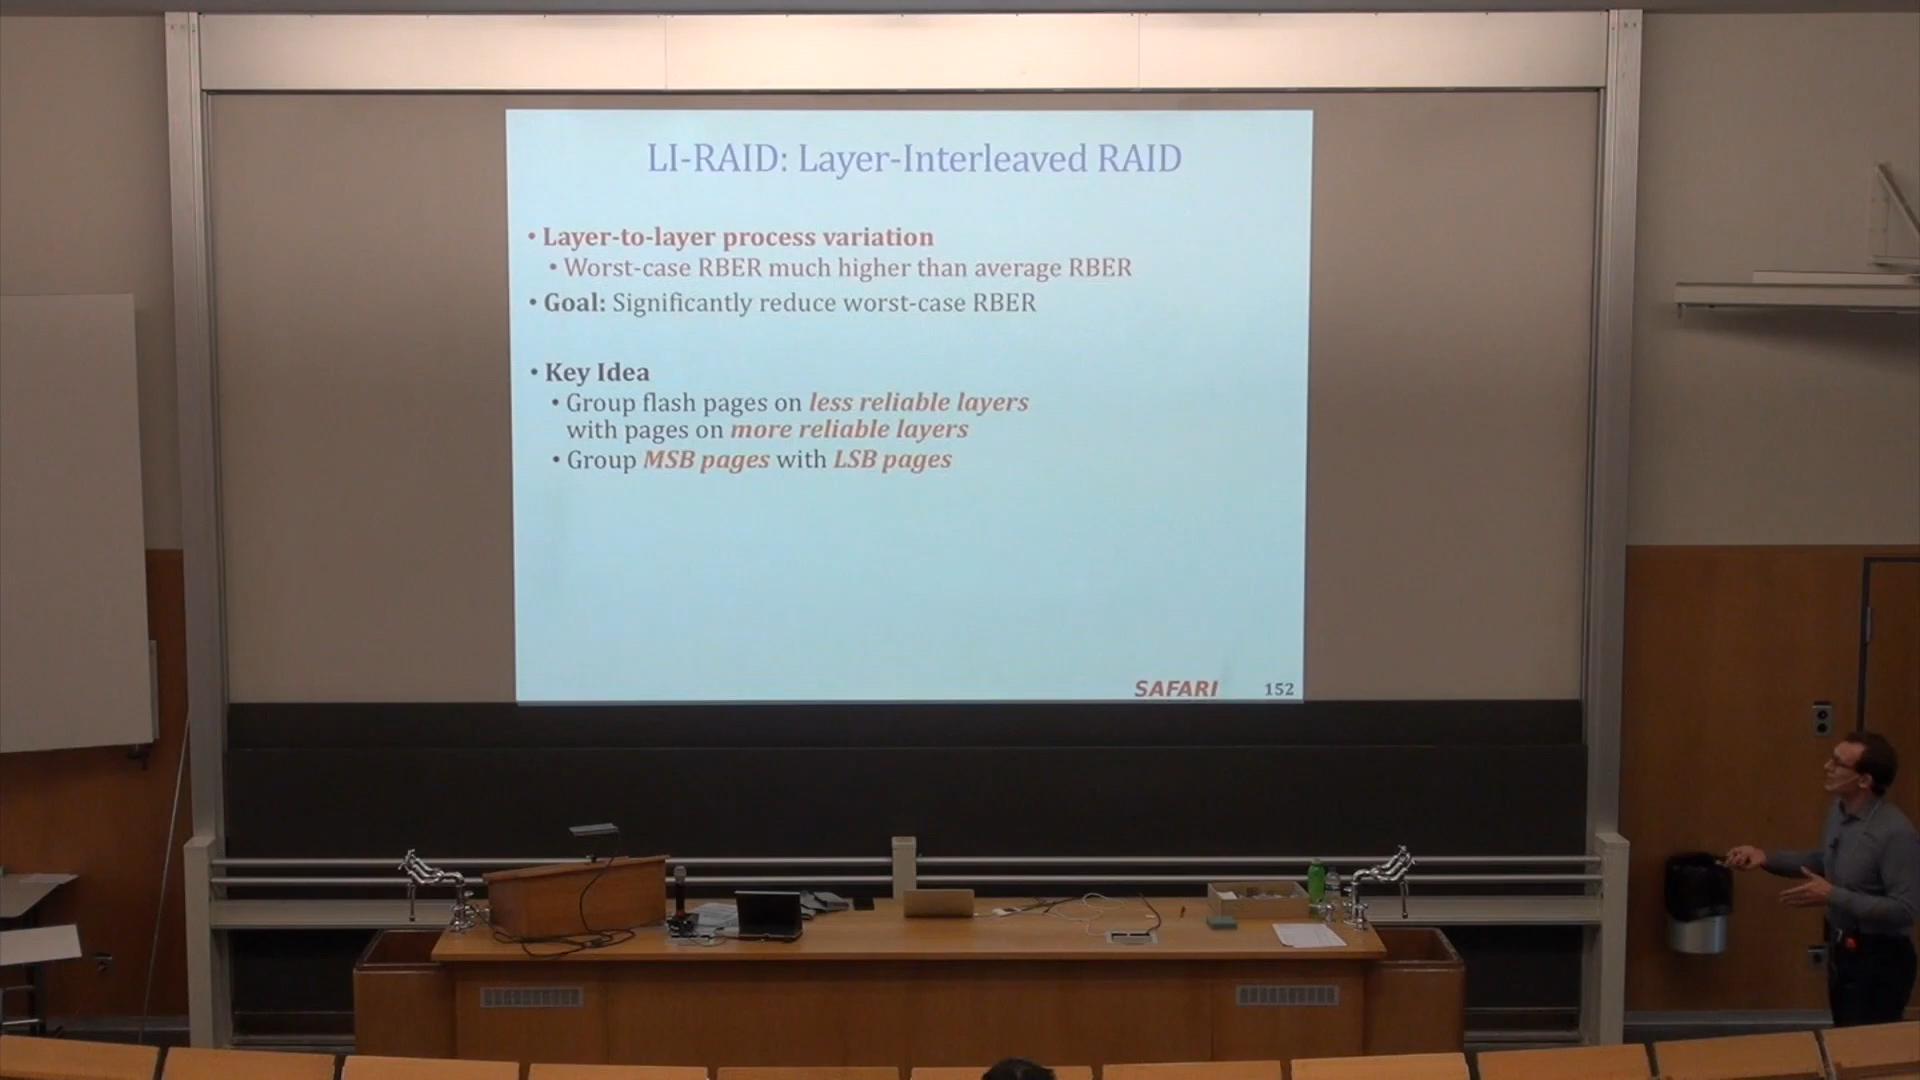 LI-RAID: Layer-Interleaved RAID
• Layer-to-layer process variation
• Worst-case RBER much higher than average RBER
• Goal: Significantly reduce worst-case RBER
• Key Idea
• Group flash pages on less reliable layers
with pages on more reliable layers
• Group MSB pages with LSB pages
SAFARI 152